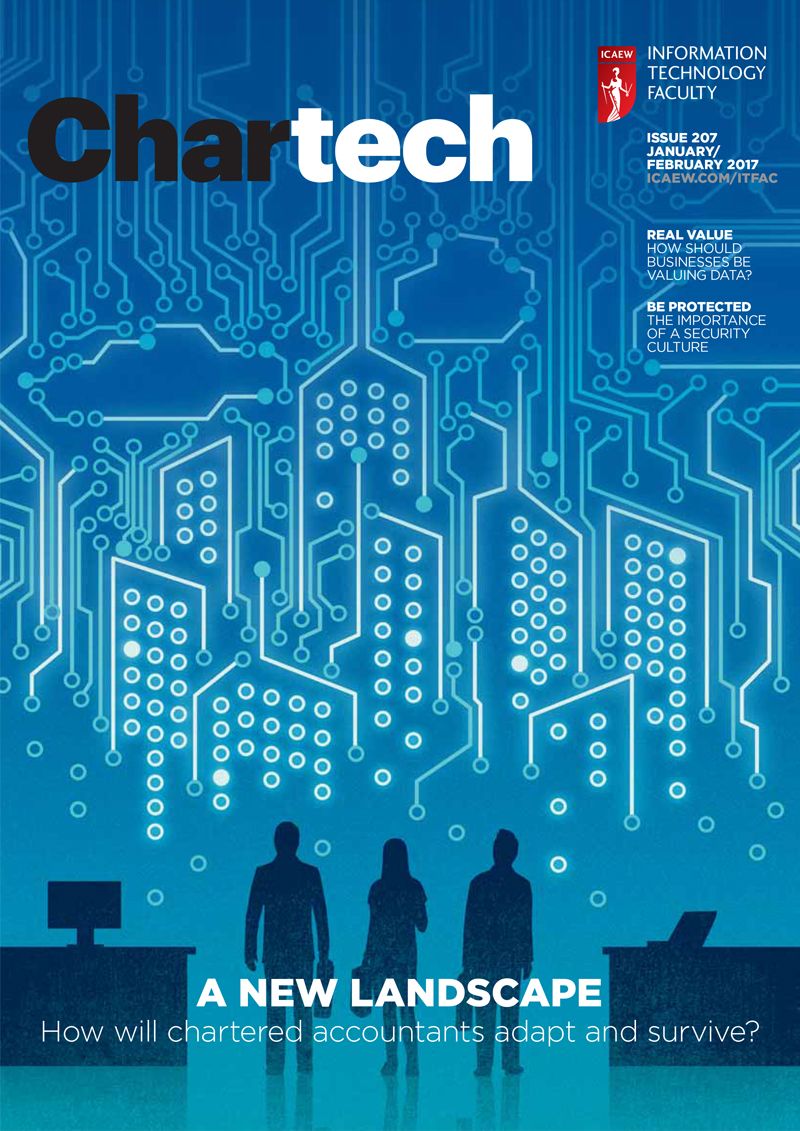 ICAEW
INFORMATION
TECHNOLOGY
FACULTY
Chartech
ISSUE 207
JANUARY/
FEBRUARY 2017
ICAEW.COM/ITFAC
REAL VALUE
HOW SHOULD
BUSINESSES BE
VALUING DATA?
BE PROTECTED
THE IMPORTANCE
OF A SECURITY
CULTURE
A NEW LANDSCAPE
How will chartered accountants adapt and survive?